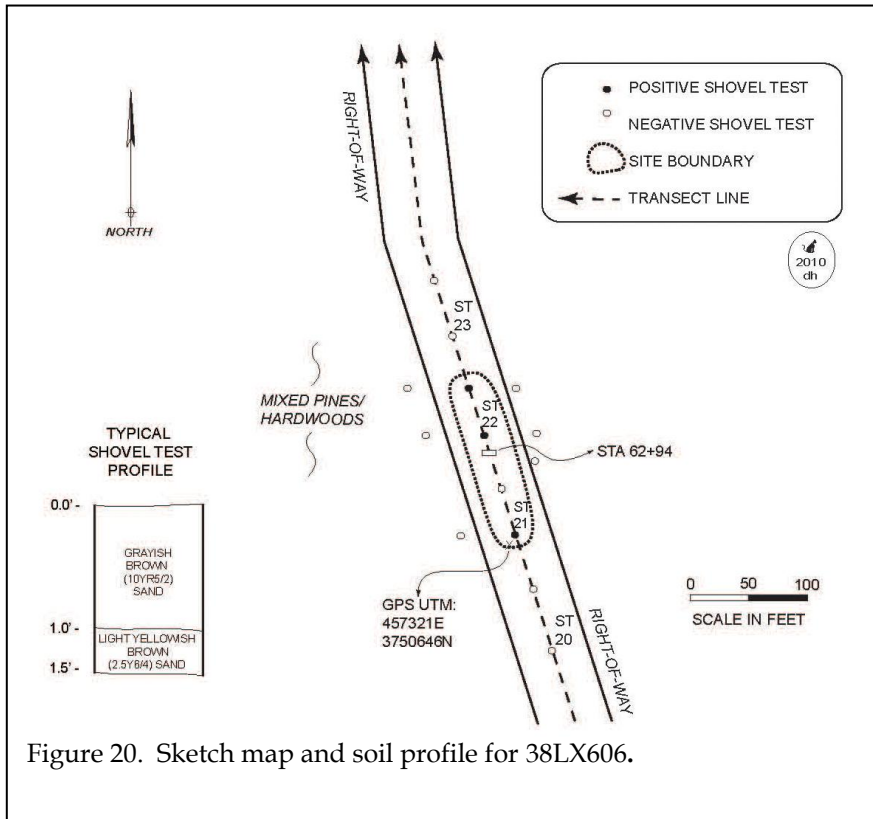 POSITIVE SHOVEL TEST
NEGATIVE SHOVEL TEST
SITE BOUNDARY
TRANSECT LINE
2010
dh
NORTH
RIGHT-OF-WAY
ST
23
MIXED PINES/
HARDWOODS
ST
22
STA 62+94
ST
21
TYPICAL
SHOVEL TEST
PROFILE
0.0' -
GRAYISH
BROWN
(10YR5/2)
SAND
1.0' -
LIGHT YELLOWISH
BROWN
(2.5Y6/4) SAND
1.5' -
GPS UTM:
457321E
3750646N
ST
20
RIGHT-OF-WAY
0 50 100
SCALE IN FEET
Figure 20. Sketch map and soil profile for 38LX606.